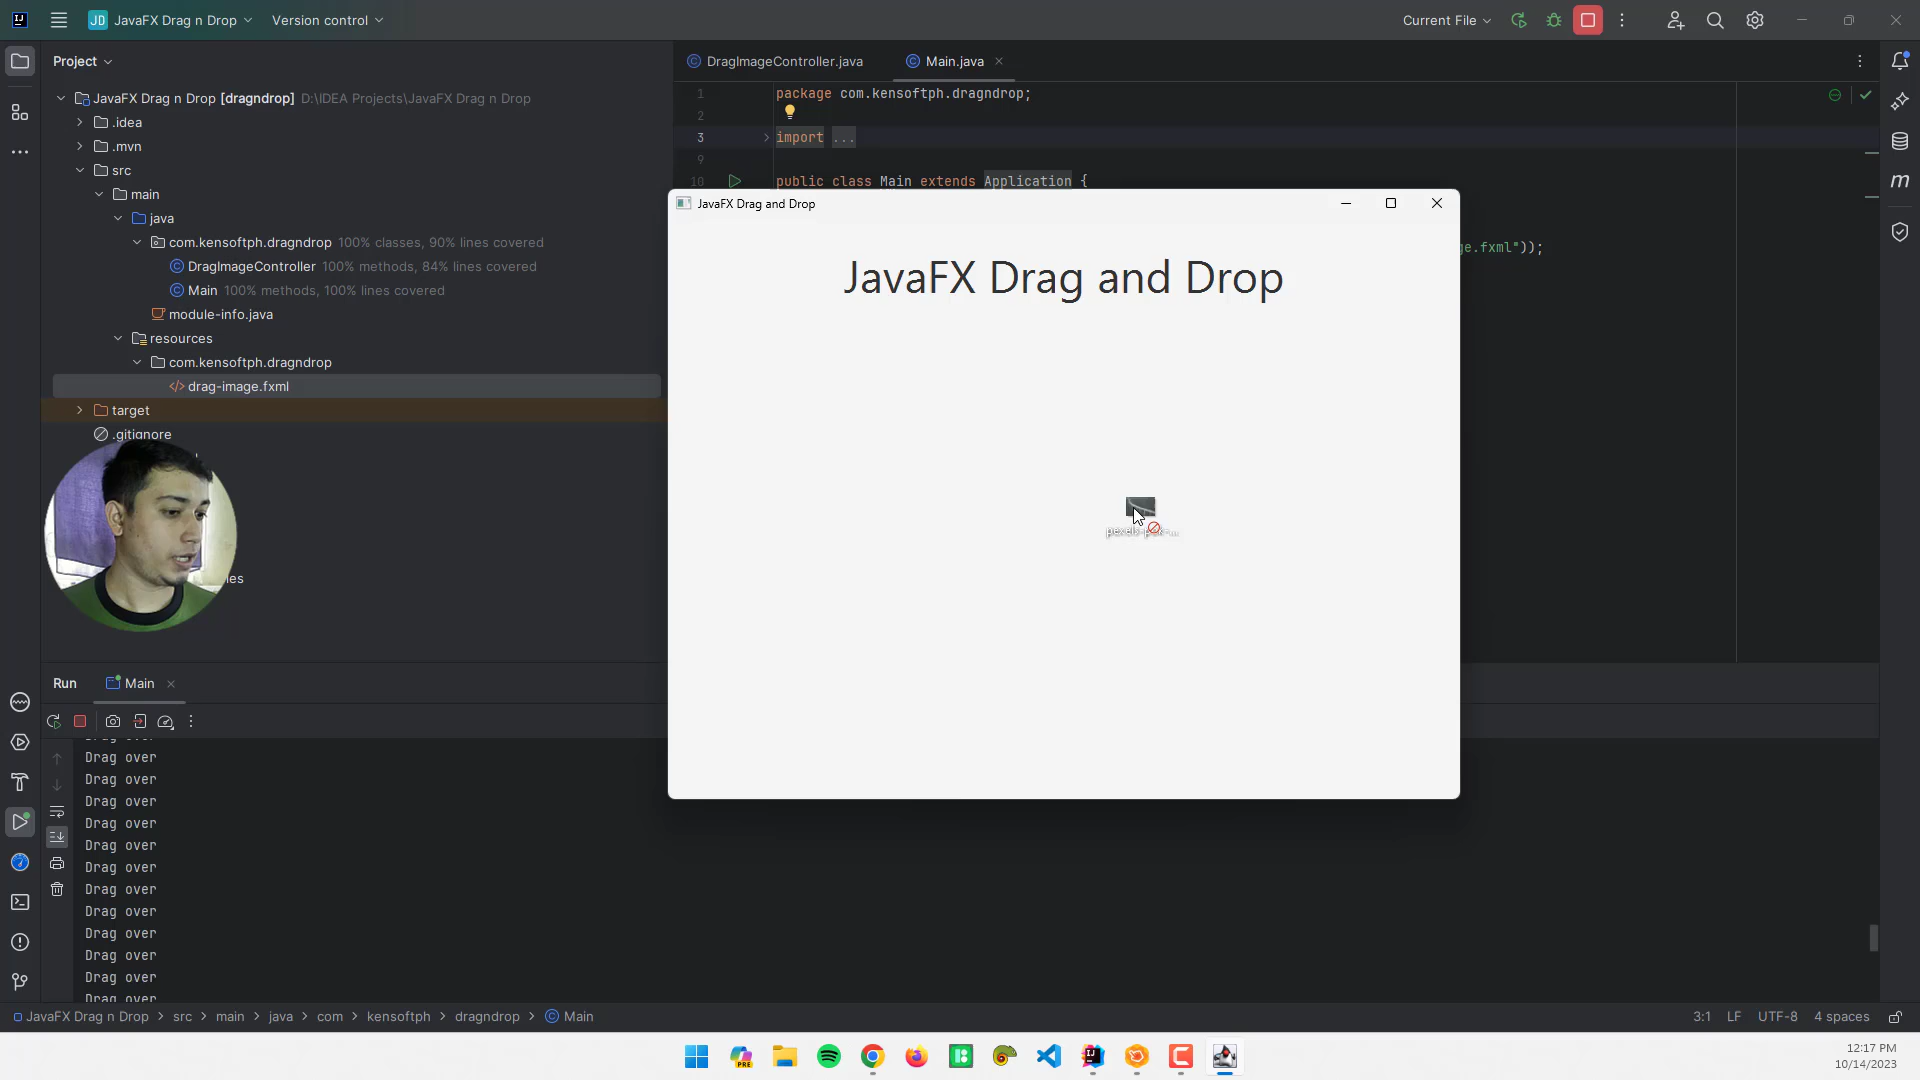 JD JavaFX Drag n Drop
Version control
Current File
Project
JavaFX Drag n Drop [dragndrop] D:\IDEA Projects\JavaFX Drag n Drop
.idea
.mvn
src
main
java
com.kensoftph.dragndrop 100% classes, 90% lines covered
DragImageController 100% methods, 84% lines covered
Main 100% methods, 100% lines covered
module-info.java
resources
com.kensoftph.dragndrop
drag-image.fxml
target
.gitignore
DragImageController.java
Main.java
1 package com.kensoftph.dragndrop;
2
3 import ...
9
10 public class Main extends Application {
ge.fxml"));
JavaFX Drag and Drop
JavaFX Drag and Drop
Run
Main
Drag over
Drag over
Drag over
Drag over
Drag over
Drag over
Drag over
Drag over
Drag over
Drag over
Drag over
Drag over
JavaFX Drag n Drop > src > main > java > com > kensoftph > dragndrop > Main
3:1 LF UTF-8 4 spaces
PRE
12:17 PM
10/14/2023